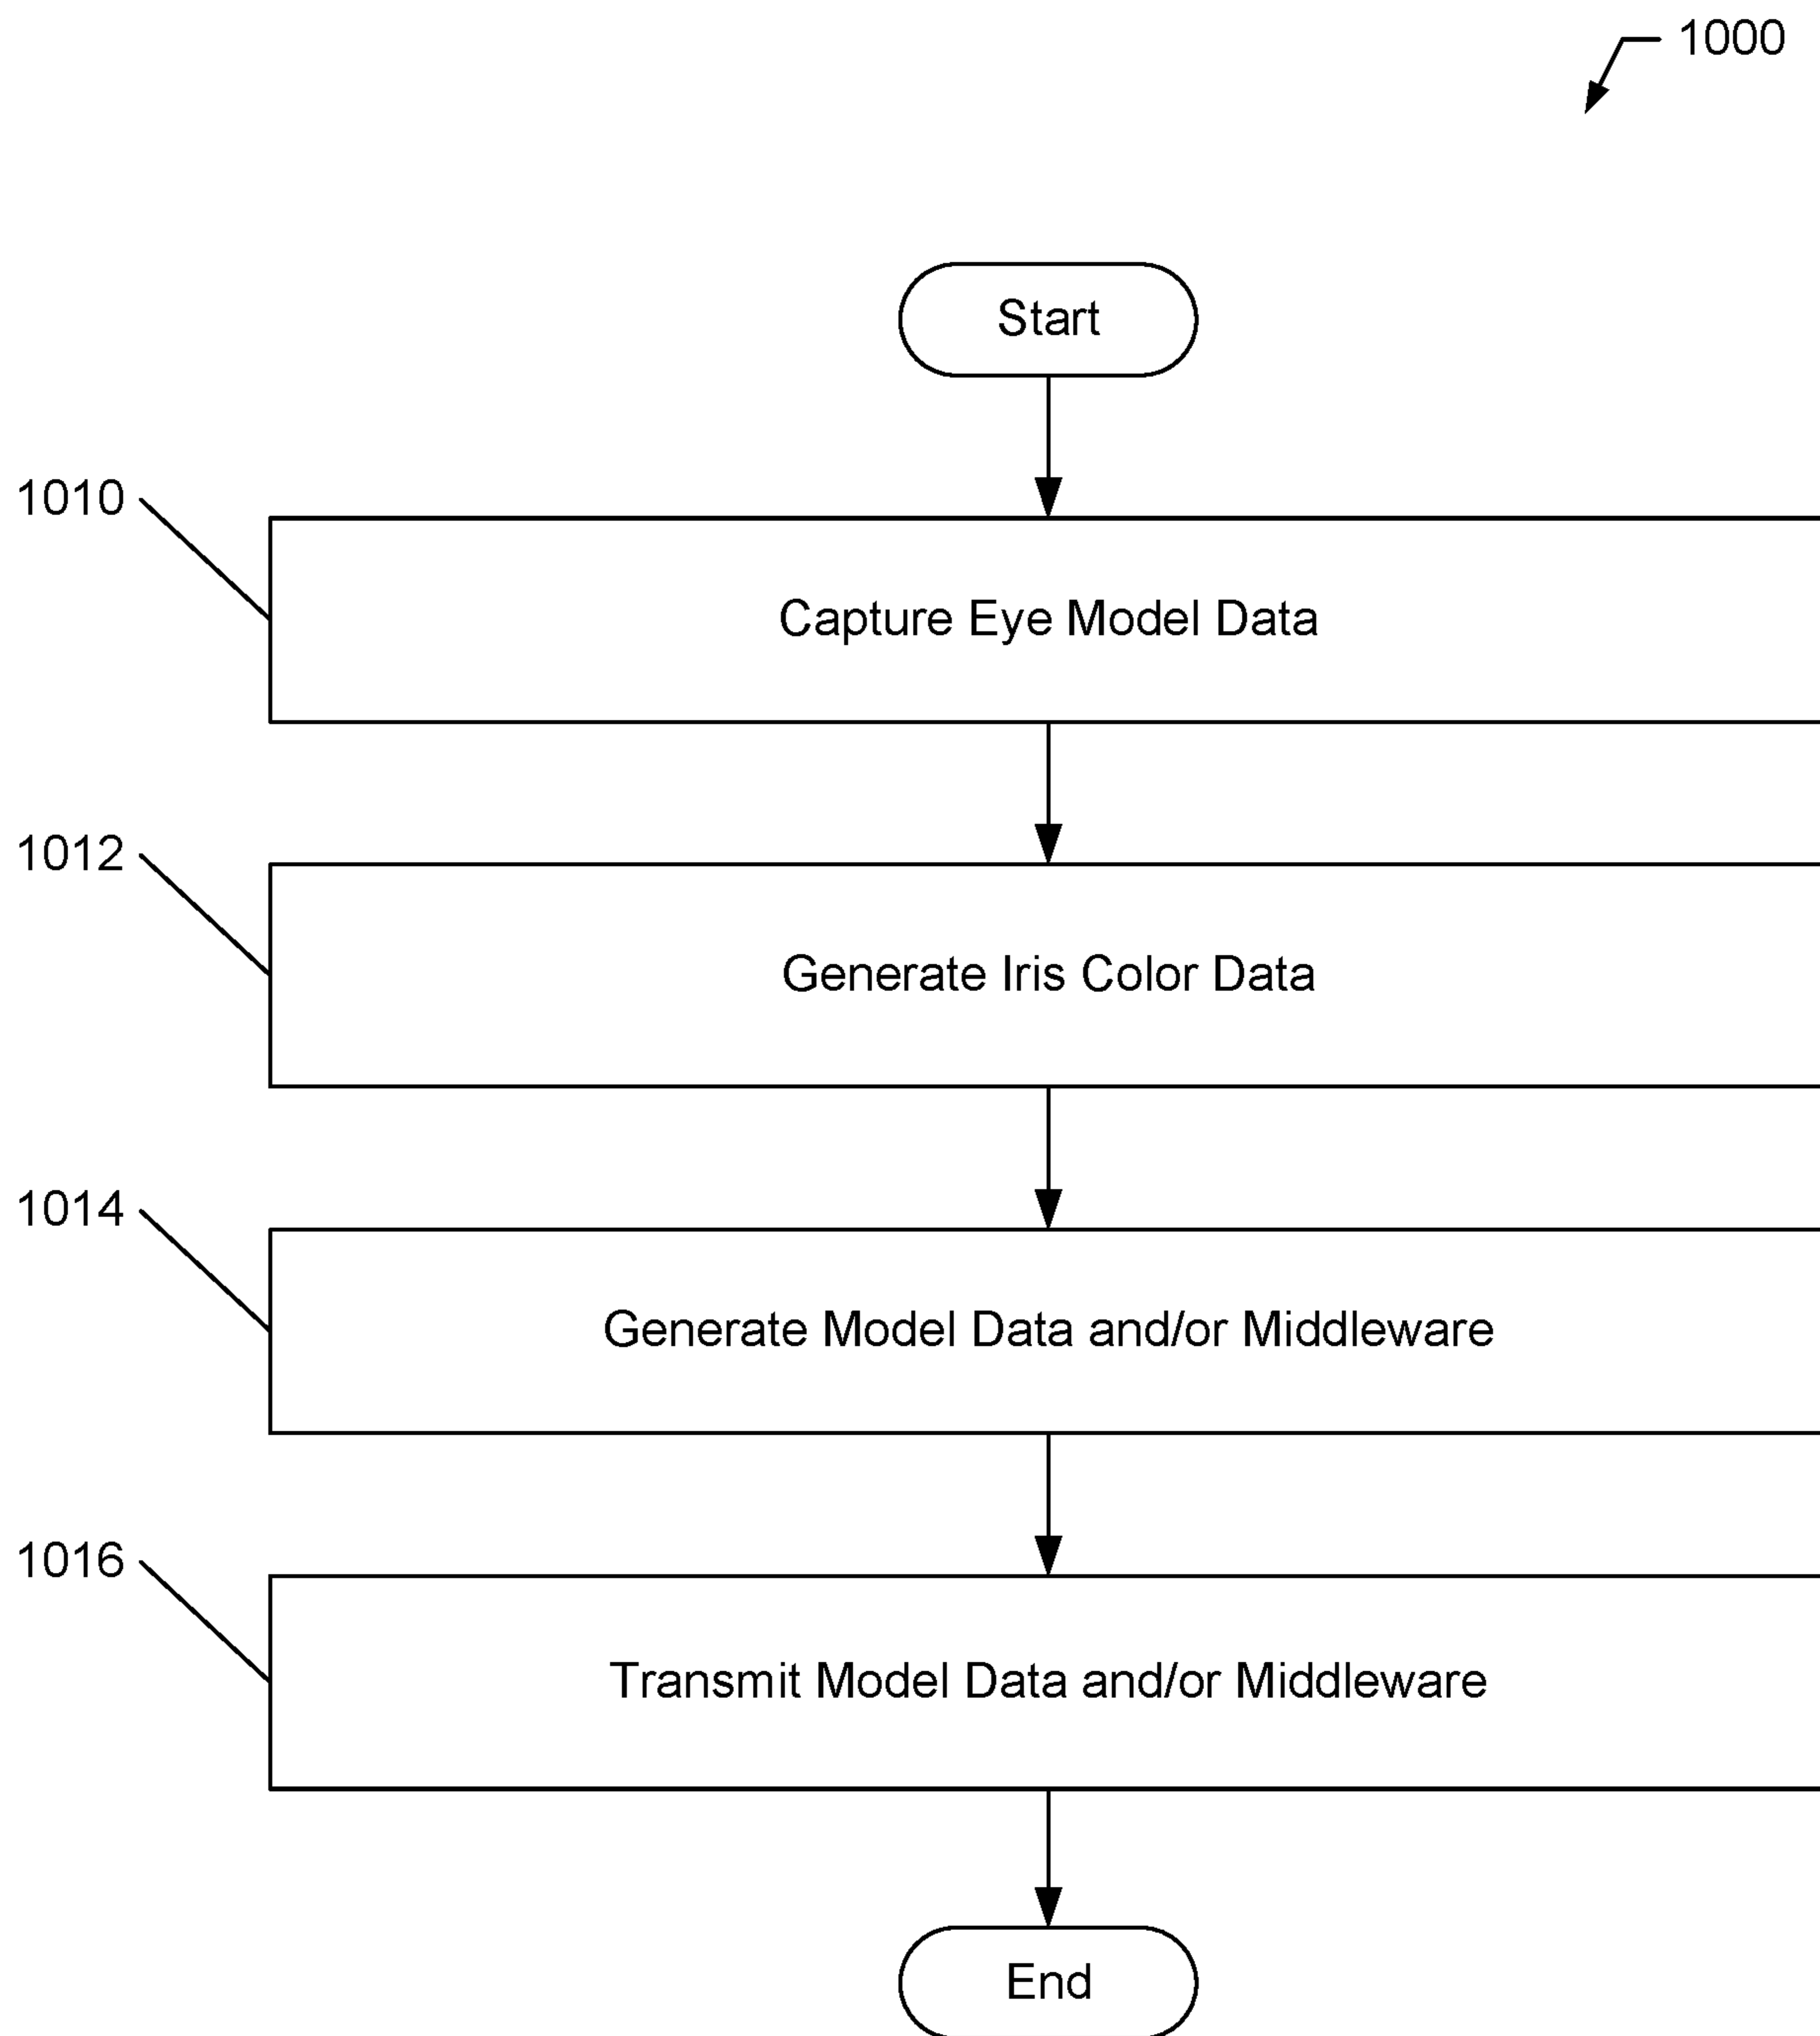 1000
Start
1010
Capture Eye Model Data
1012
Generate Iris Color Data
1014
Generate Model Data and/or Middleware
1016
Transmit Model Data and/or Middleware
End